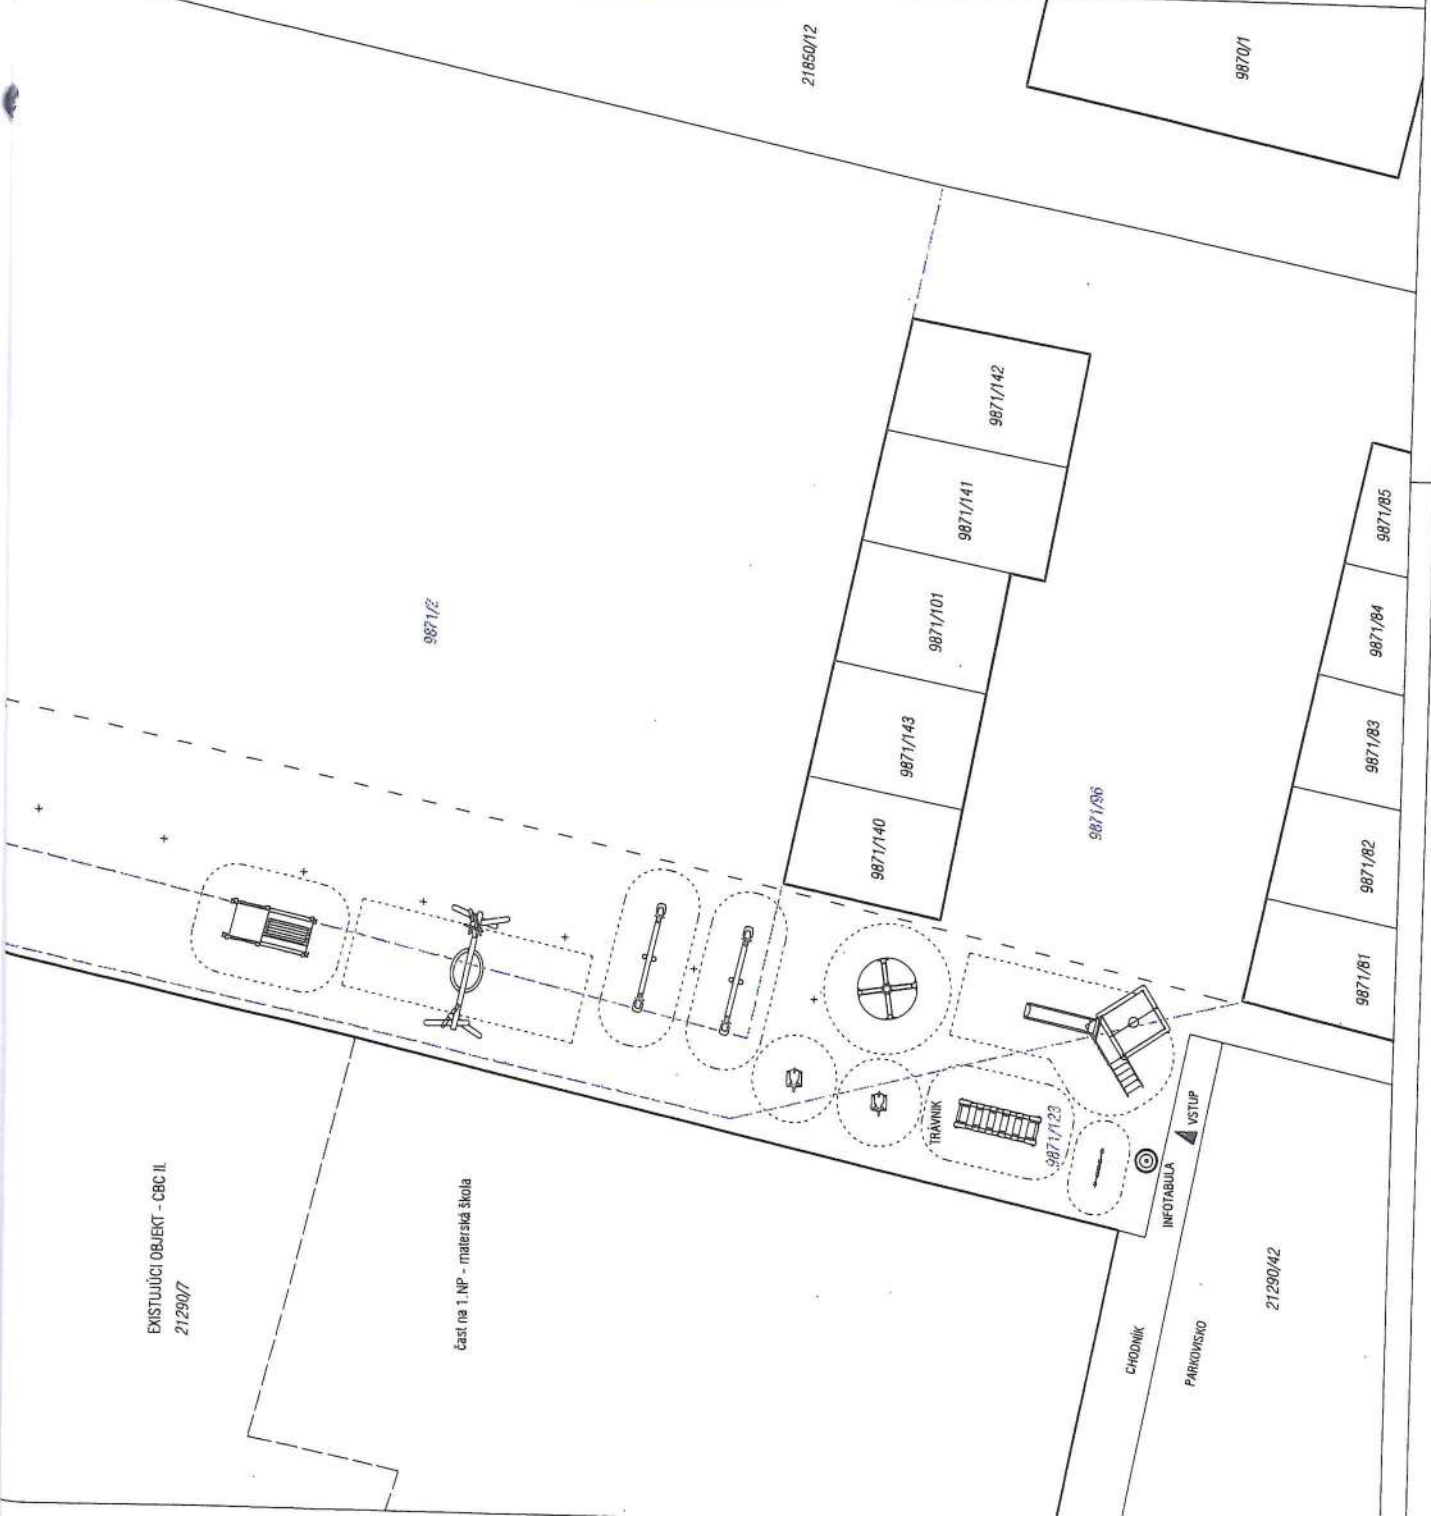 21850/12
9870/1
9871/2
9871/142
9871/141
9871/101
9871/143
9871/140
9871/96
9871/85
9871/84
9871/83
9871/82
9871/81
EXISTUJÚCI OBJEKT - CBC II.
21290/7
časť na 1.NP - materská škola
TRÁVNIK
9871/123
VSTUP
INFOTABULA
CHODNÍK
PARKOVISKO
21290/42